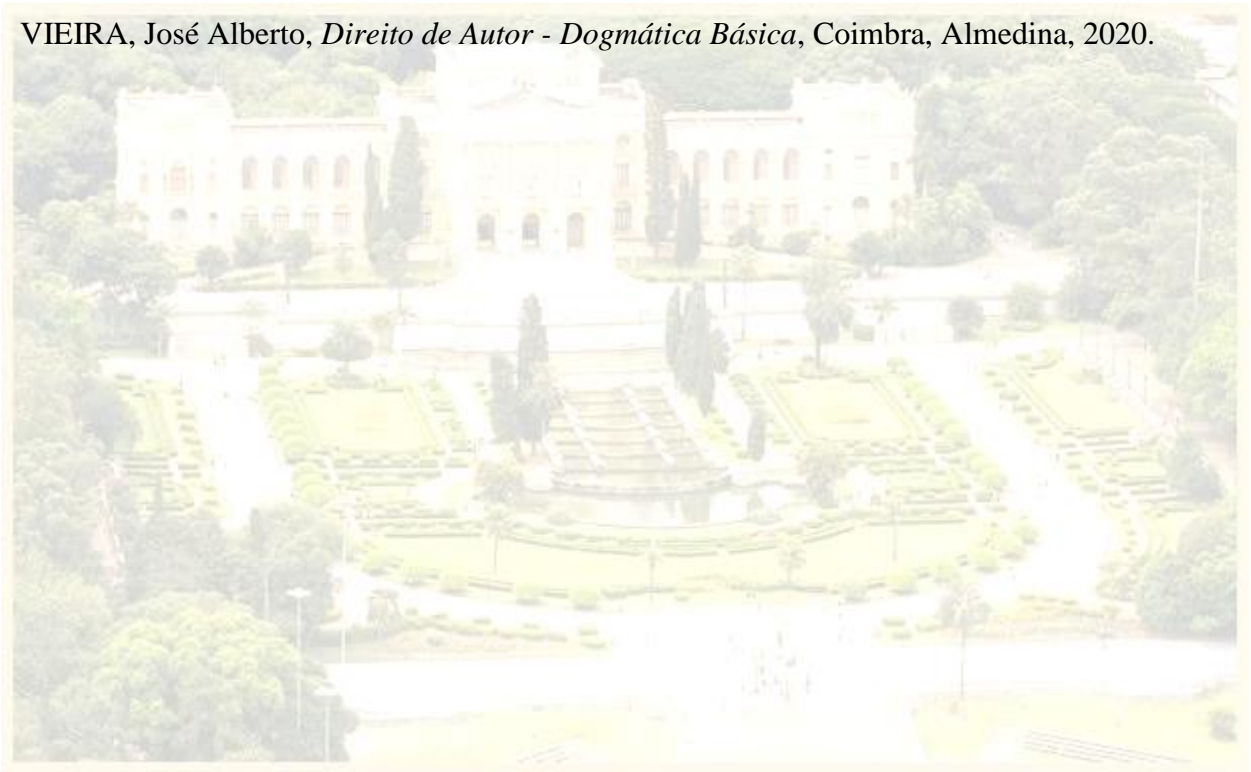 VIEIRA, José Alberto, Direito de Autor - Dogmática Básica, Coimbra, Almedina, 2020.